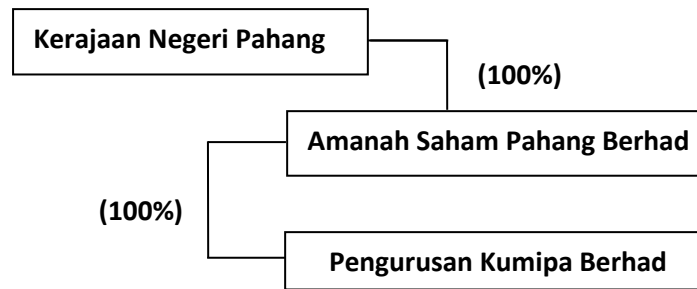 Kerajaan Negeri Pahang
(100%)
Amanah Saham Pahang Berhad
(100%)
Pengurusan Kumipa Berhad